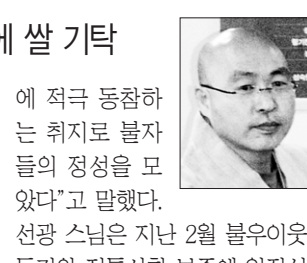 에 쌀 기탁
에 적극 동참하
는 취지로 불자
들의 정성을 모
았다”고 말했다.
선광 스님은 지난 2월 불우이웃